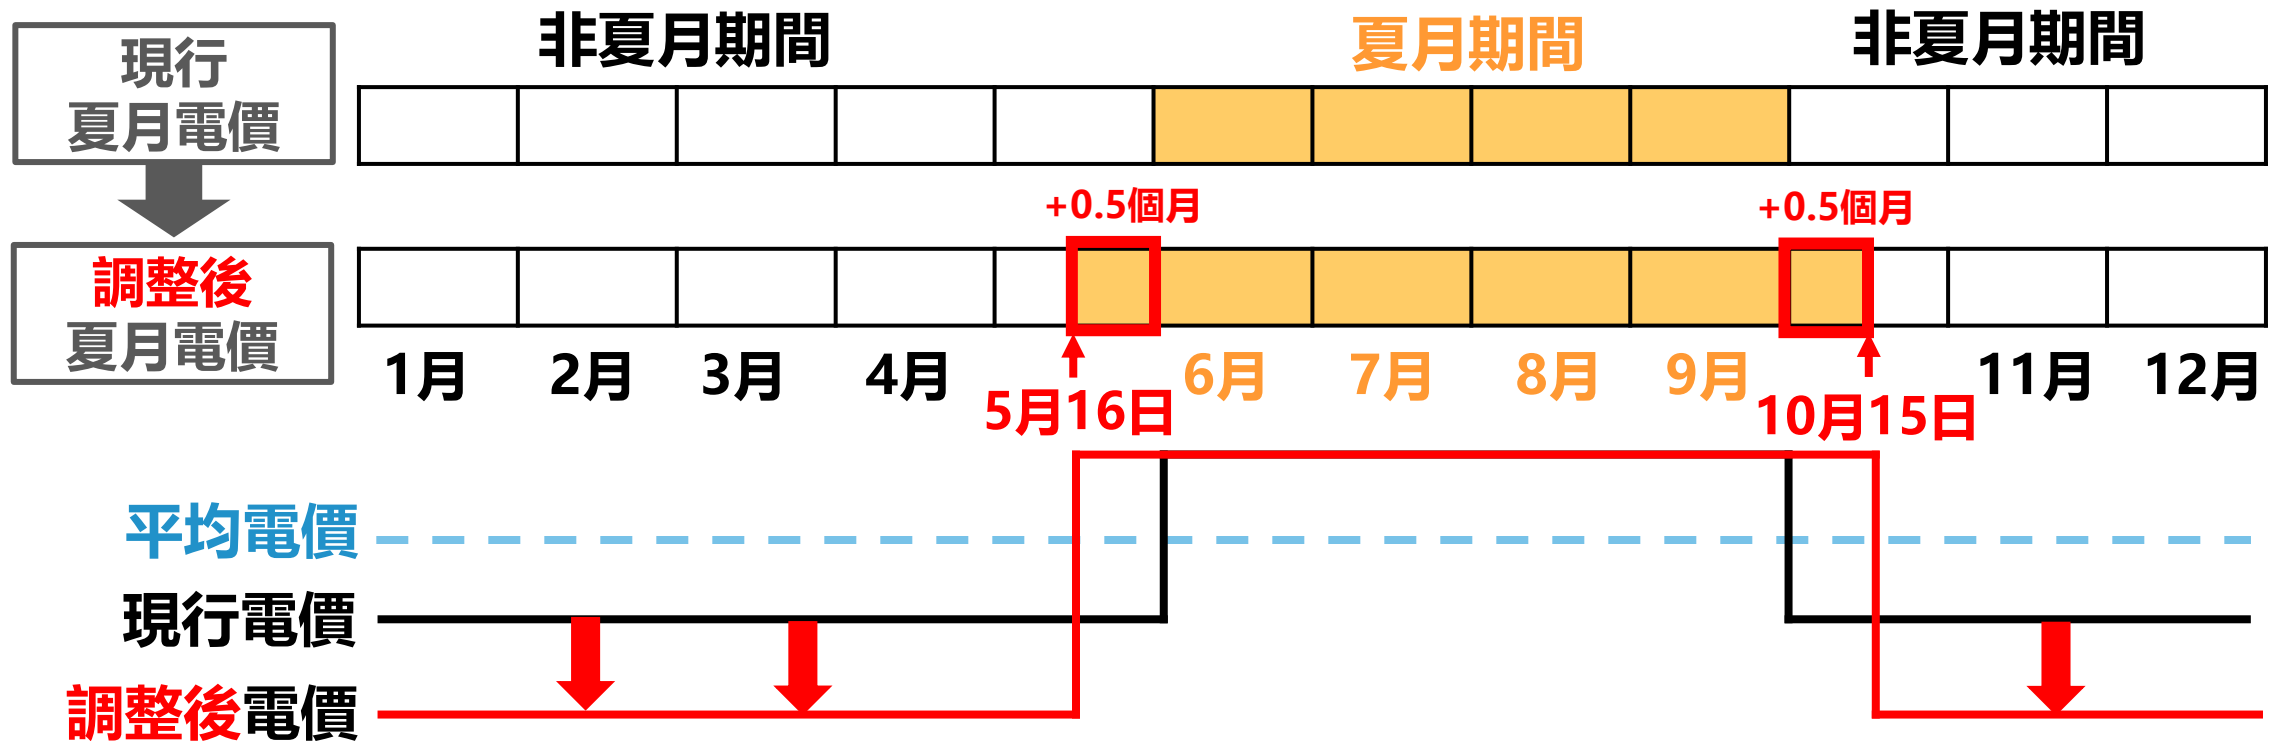 非夏月期間
夏月期間
非夏月期間
現行
夏月電價
+0.5個月
+0.5個月
調整後
夏月電價
1月
2月
3月
4月
5月16日
6月
7月
8月
9月
10月15日
11月
12月
平均電價
現行電價
調整後電價